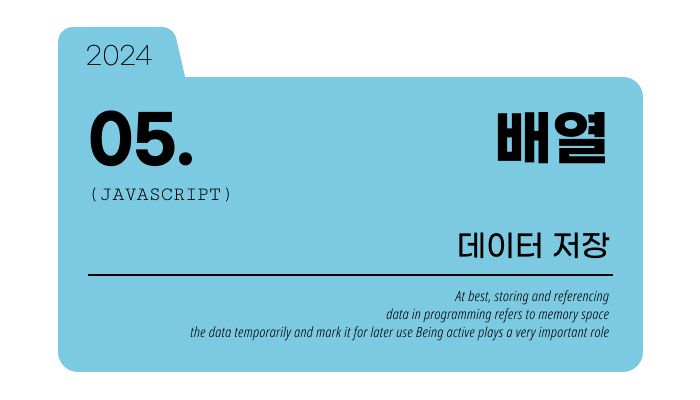 2024
05.
배열
(JAVASCRIPT)
데이터 저장
At best, storing and referencing
data in programming refers to memory space
the data temporarily and mark it for later use Being active plays a very important role